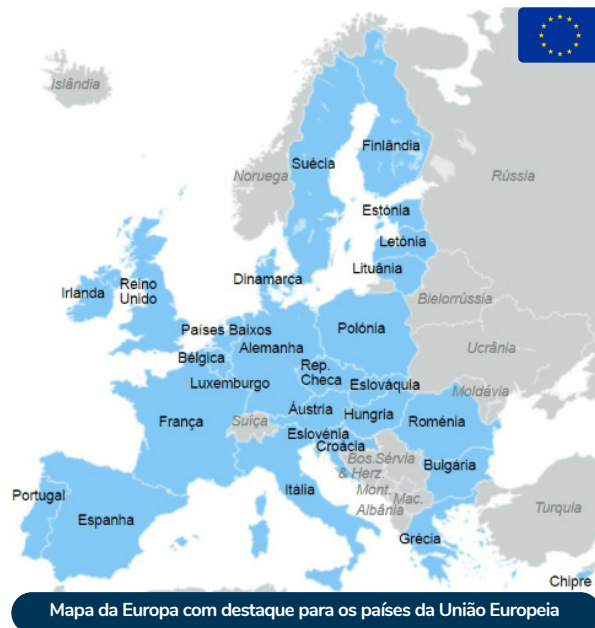 Islândia
Noruega
Suécia
Finlândia
Rússia
Estónia
Letónia
Lituânia
Dinamarca
Irlanda
Reino
Unido
Bielorrússia
Países Baixos
Polónia
Alemanha
Ucrânia
Bélgica
Rep.
Checa
Luxemburgo
Eslováquia
Moldávia
Áustria
Hungria
França
Suíça
Roménia
Eslovénia
Croácia
Bos.
& Herz.
Sérvia
Bulgária
Itália
Mont.
Mac.
Albânia
Portugal
Espanha
Turquia
Grécia
Chipre
Mapa da Europa com destaque para os países da União Europeia